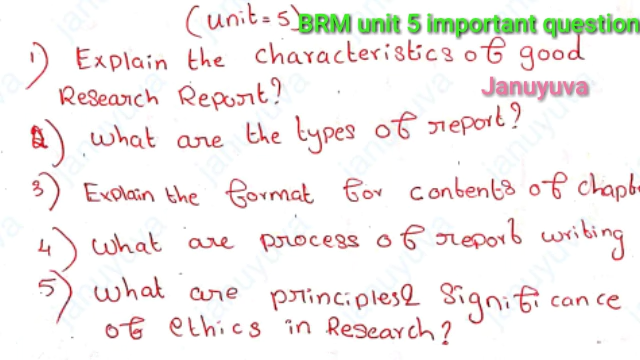 (unit = 5) BRM unit 5 important question
1) Explain the characteristics of good
Januyuva
Research Report?
2) what are the types of report?
3) Explain the format for contents of chapt
4) what are process of report writing
5) what are principles & significance
of ethics in Research?